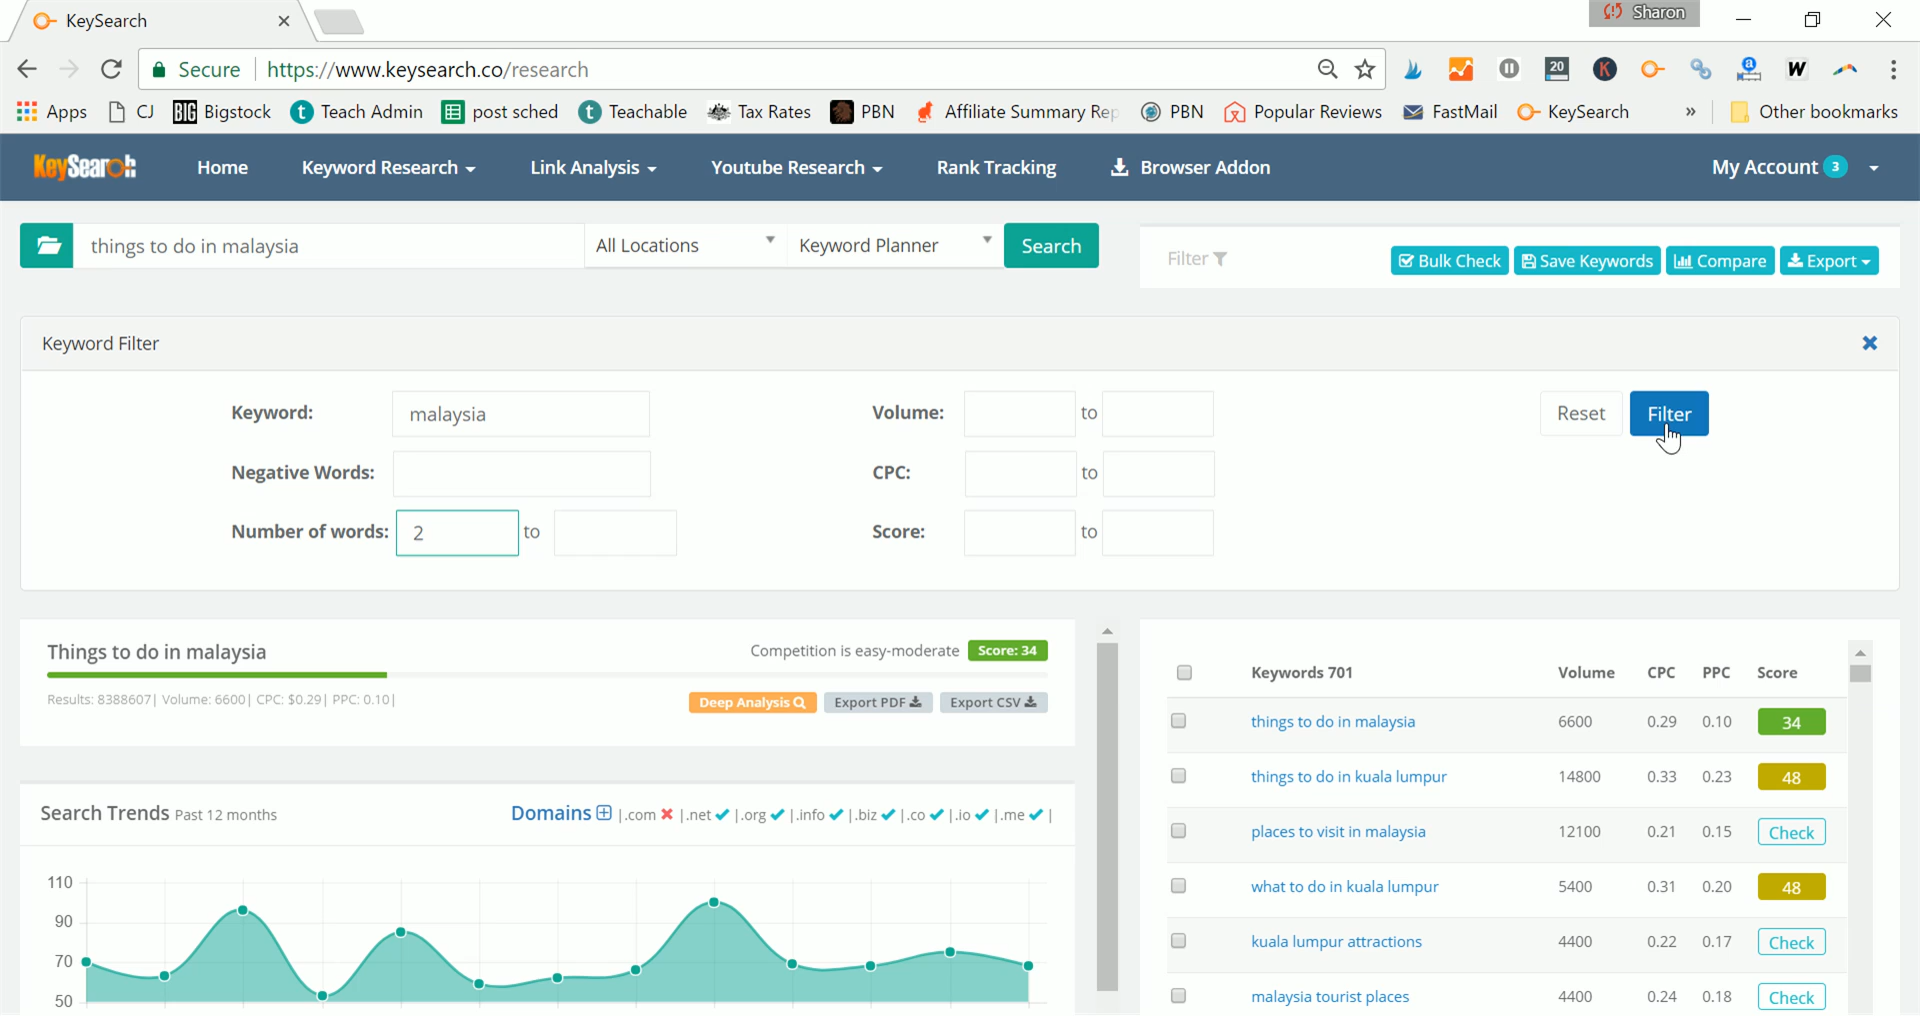 KeySearch
Sharon
Secure https://www.keysearch.co/research
20 K a W
Apps CJ BIG Bigstock t Teach Admin post sched t Teachable Tax Rates PBN Affiliate Summary Rep PBN Popular Reviews FastMail KeySearch » Other bookmarks
KeySearch Home Keyword Research Link Analysis Youtube Research Rank Tracking Browser Addon My Account 3
things to do in malaysia All Locations Keyword Planner Search
Filter Bulk Check Save Keywords Compare Export
Keyword Filter
Keyword: malaysia Volume: to Reset Filter
Negative Words: CPC: to
Number of words: 2 to Score: to
Things to do in malaysia Competition is easy-moderate Score: 34
Results: 8388607| Volume: 6600| CPC: $0.29| PPC: 0.10|
Deep Analysis Export PDF Export CSV
Search Trends Past 12 months Domains |.com |.net |.org |.info |.biz |.co |.io |.me |
110
90
70
50
Keywords 701 Volume CPC PPC Score
things to do in malaysia 6600 0.29 0.10 34
things to do in kuala lumpur 14800 0.33 0.23 48
places to visit in malaysia 12100 0.21 0.15 Check
what to do in kuala lumpur 5400 0.31 0.20 48
kuala lumpur attractions 4400 0.22 0.17 Check
malaysia tourist places 4400 0.24 0.18 Check